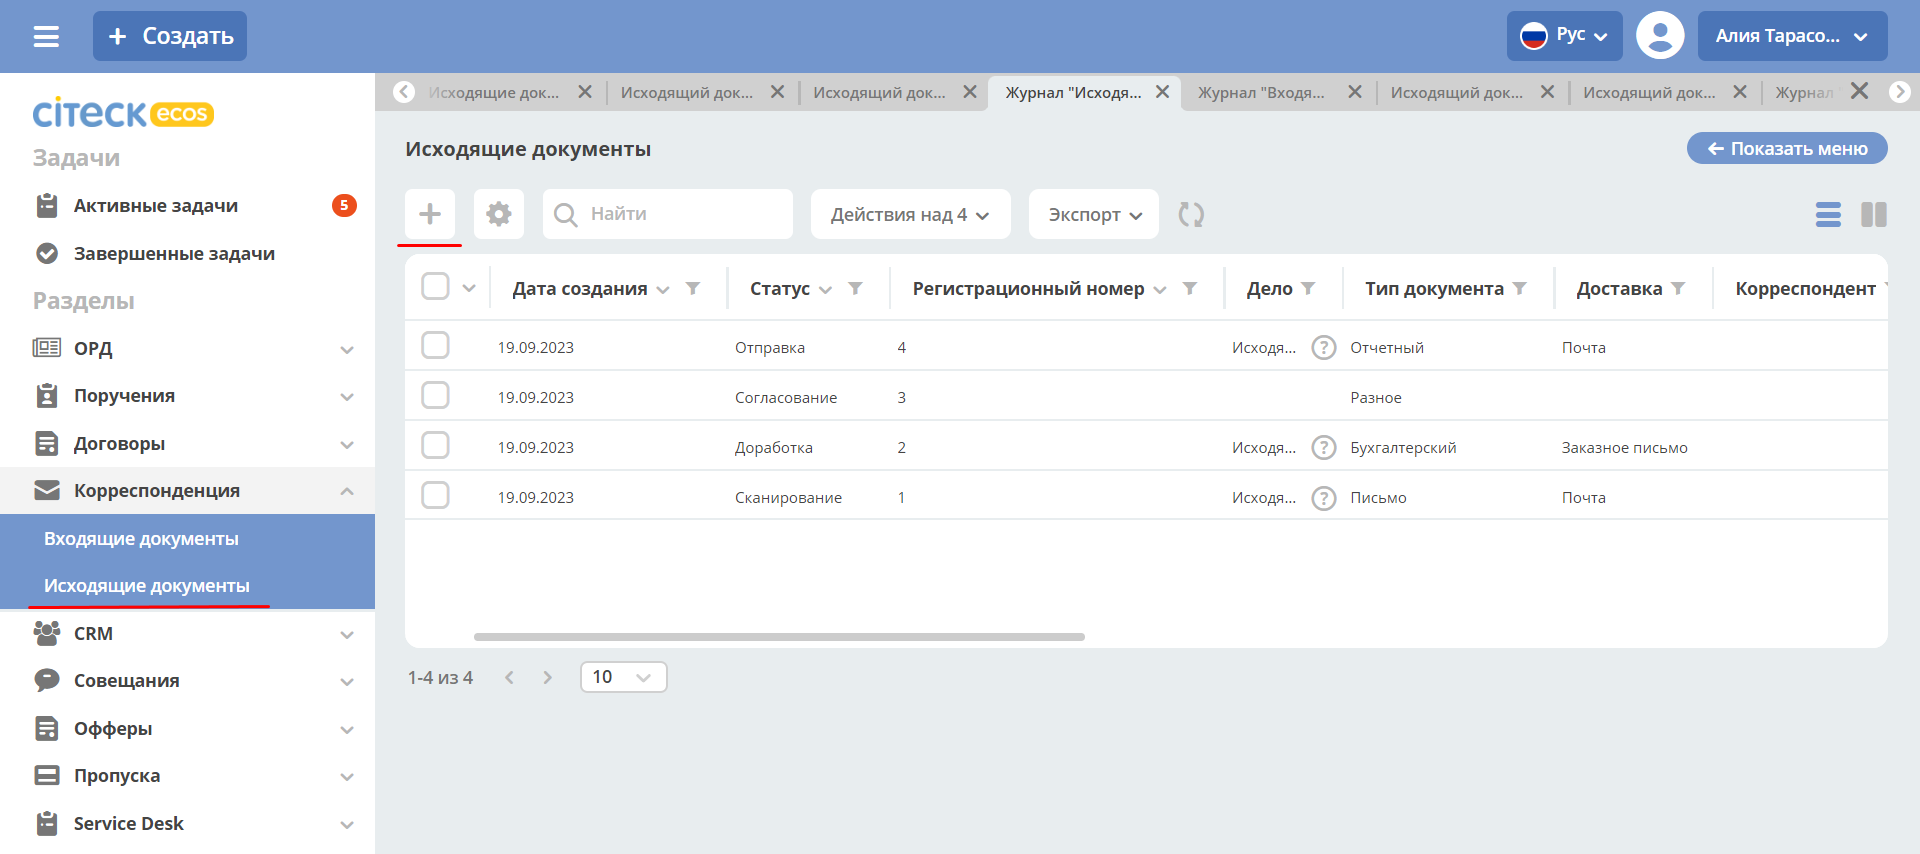 Создать
Рус
Алия Тарасо...
citeck ecos
Исходящие док...
Исходящий док...
Исходящий док...
Журнал "Исходя...
Журнал "Входя...
Исходящий док...
Исходящий док...
Журнал
Задачи
Активные задачи 5
Завершенные задачи
Разделы
ОРД
Поручения
Договоры
Корреспонденция
Входящие документы
Исходящие документы
CRM
Совещания
Офферы
Пропуска
Service Desk
Исходящие документы
Показать меню
Найти
Действия над 4
Экспорт
Дата создания Статус Регистрационный номер Дело Тип документа Доставка Корреспондент
19.09.2023 Отправка 4 Исходя... ? Отчетный Почта
19.09.2023 Согласование 3 Разное
19.09.2023 Доработка 2 Исходя... ? Бухгалтерский Заказное письмо
19.09.2023 Сканирование 1 Исходя... ? Письмо Почта
1-4 из 4 10